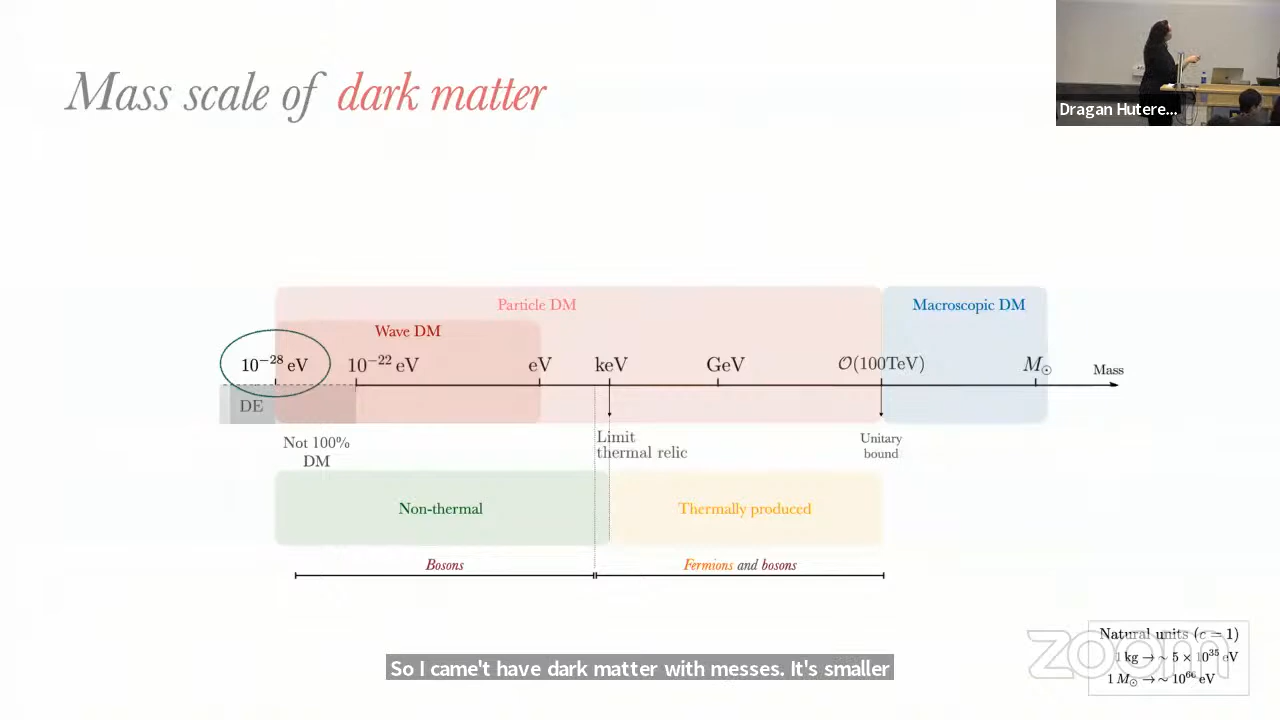 Mass scale of dark matter
Dragan Hutere...
Particle DM
Macroscopic DM
Wave DM
10⁻²⁸ eV
10⁻²² eV
eV
keV
GeV
𝒪(100TeV)
M☉
Mass
DE
Not 100%
DM
Limit
thermal relic
Unitary
bound
Non-thermal
Thermally produced
Bosons
Fermions and bosons
Natural units (c = 1)
1 kg → ~ 5 × 10³⁵ eV
1 M☉ → ~ 10⁶⁶ eV
zoom
So I came't have dark matter with messes. It's smaller